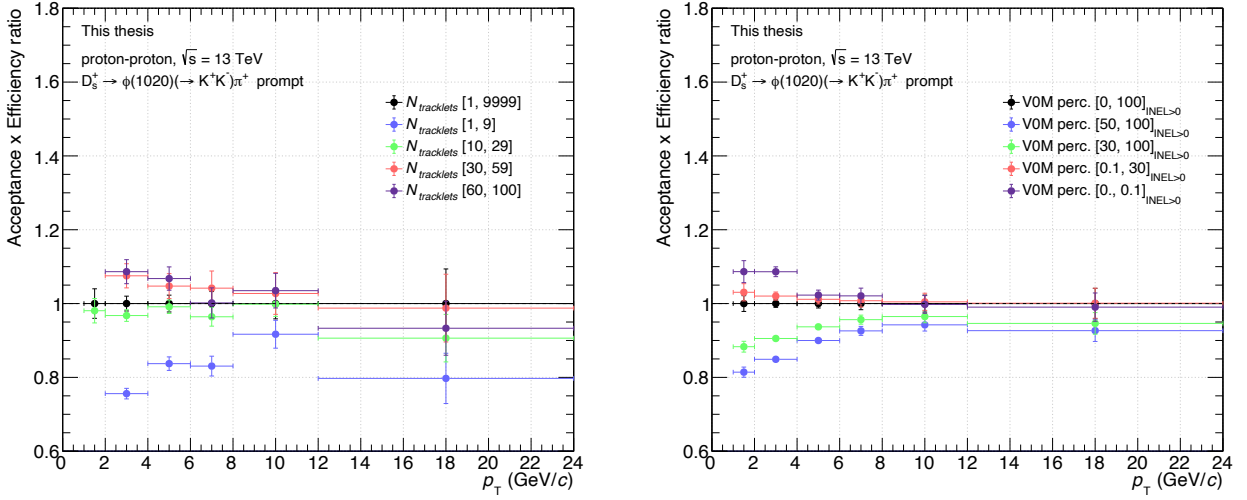 This thesis
proton-proton, √s = 13 TeV
D_s^+ → ϕ(1020)(→ K^+K^-)π^+ prompt
N_tracklets [1, 9999]
N_tracklets [1, 9]
N_tracklets [10, 29]
N_tracklets [30, 59]
N_tracklets [60, 100]
Acceptance x Efficiency ratio
1.8
1.6
1.4
1.2
1
0.8
0.6
0 2 4 6 8 10 12 14 16 18 20 22 24
p_T (GeV/c)
This thesis
proton-proton, √s = 13 TeV
D_s^+ → ϕ(1020)(→ K^+K^-)π^+ prompt
V0M perc. [0, 100]_INEL>0
V0M perc. [50, 100]_INEL>0
V0M perc. [30, 100]_INEL>0
V0M perc. [0.1, 30]_INEL>0
V0M perc. [0., 0.1]_INEL>0
Acceptance x Efficiency ratio
1.8
1.6
1.4
1.2
1
0.8
0.6
0 2 4 6 8 10 12 14 16 18 20 22 24
p_T (GeV/c)